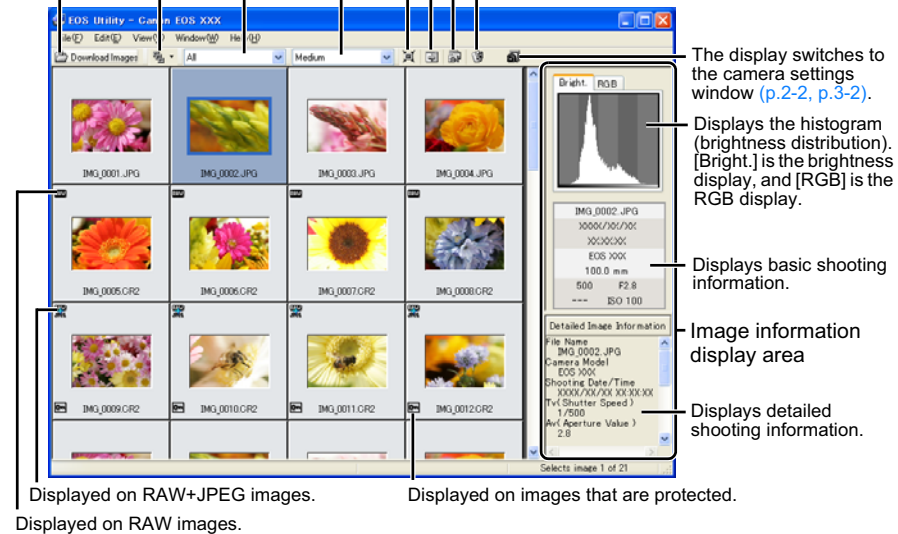 EOS Utility - Canon EOS XXX
File(F) Edit(E) View(V) Window(W) Help(H)
Download Images All Medium
IMG_0001.JPG IMG_0002.JPG IMG_0003.JPG IMG_0004.JPG
RAW RAW RAW RAW
IMG_0005.CR2 IMG_0006.CR2 IMG_0007.CR2 IMG_0008.CR2
IMG_0009.CR2 IMG_0010.CR2 IMG_0011.CR2 IMG_0012.CR2
Bright. RGB
IMG_0002.JPG
XXXX/XX/XX
XX:XX:XX
EOS XXX
100.0 mm
500 F2.8
--- ISO 100
Detailed Image Information
File Name
IMG_0002.JPG
Camera Model
EOS XXX
Shooting Date/Time
XXXX/XX/XX XX:XX:XX
Tv( Shutter Speed )
1/500
Av( Aperture Value )
2.8
Selects image 1 of 21
The display switches to
the camera settings
window (p.2-2, p.3-2).
Displays the histogram
(brightness distribution).
[Bright.] is the brightness
display, and [RGB] is the
RGB display.
Displays basic shooting
information.
Image information
display area
Displays detailed
shooting information.
Displayed on RAW+JPEG images.
Displayed on images that are protected.
Displayed on RAW images.